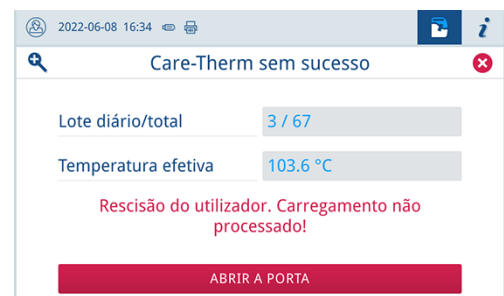 2022-06-08 16:34
i
Care-Therm sem sucesso
Lote diário/total 3 / 67
Temperatura efetiva 103.6 °C
Rescisão do utilizador. Carregamento não
processado!
ABRIR A PORTA